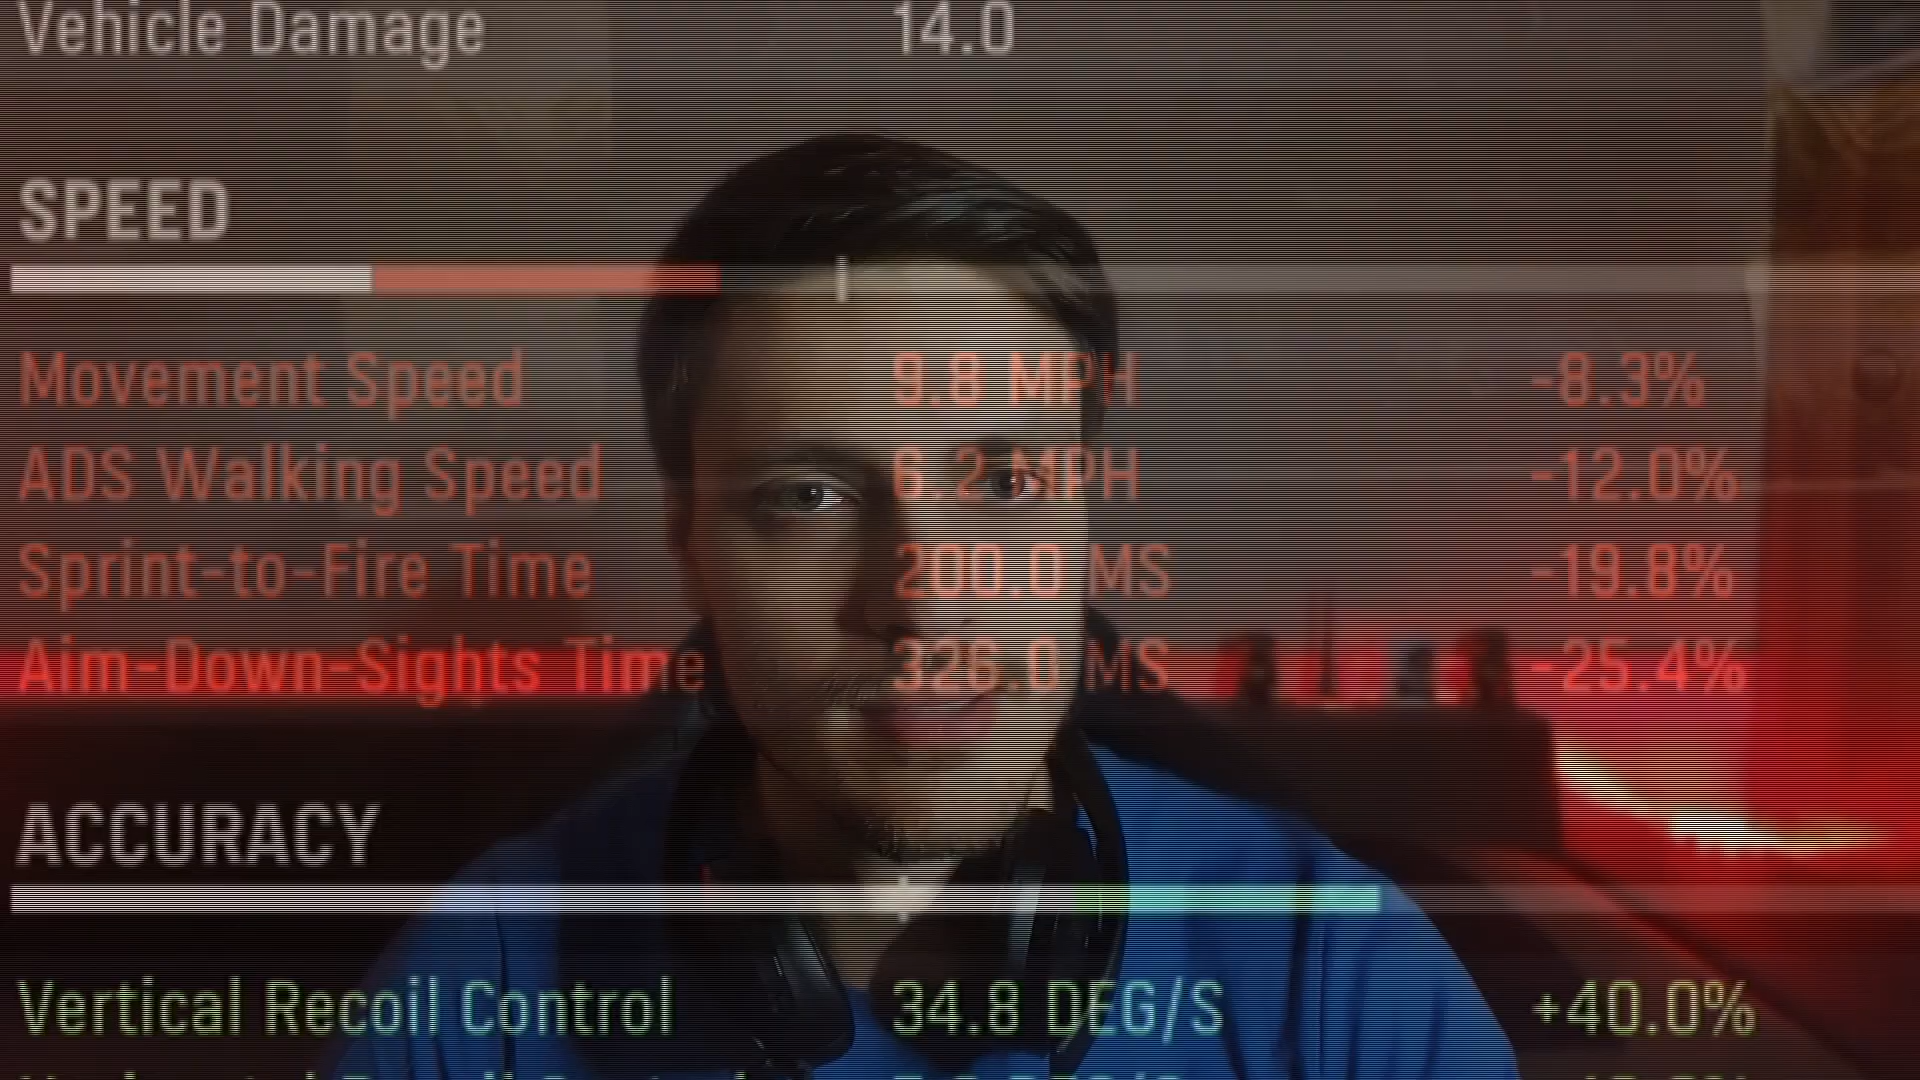 Vehicle Damage 14.0
SPEED
Movement Speed 9.8 MPH -8.3%
ADS Walking Speed 6.2 MPH -12.0%
Sprint-to-Fire Time 200.0 MS -19.8%
Aim-Down-Sights Time 326.0 MS -25.4%
ACCURACY
Vertical Recoil Control 34.8 DEG/S +40.0%